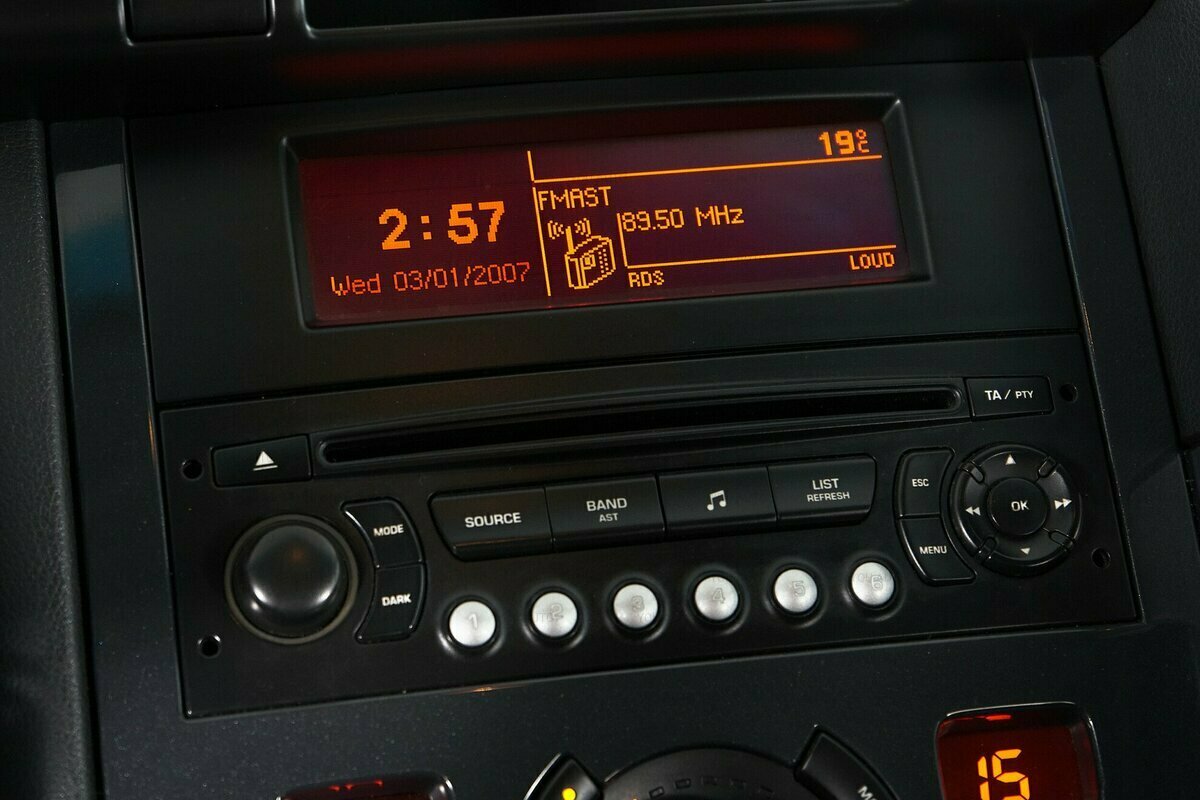 19°C
FMAST
2:57
89.50 MHz
Wed 03/01/2007
LOUD
RDS
TA / PTY
SOURCE
BAND
AST
LIST
REFRESH
ESC
OK
MODE
MENU
DARK
1
2
3
4
5
6
15